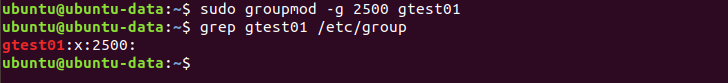 ubuntu@ubuntu-data:~$ sudo groupmod -g 2500 gtest01
ubuntu@ubuntu-data:~$ grep gtest01 /etc/group
gtest01:x:2500:
ubuntu@ubuntu-data:~$